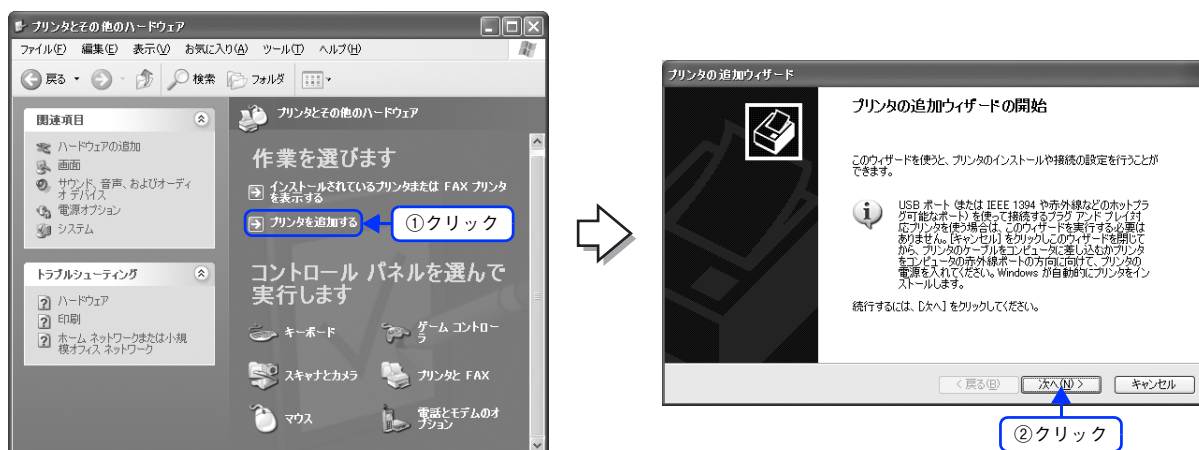 プリンタとその他のハードウェア
ファイル(F) 編集(E) 表示(V) お気に入り(A) ツール(T) ヘルプ(H)
戻る 検索 フォルダ
関連項目
ハードウェアの追加
画面
サウンド、音声、およびオーディ
オ デバイス
電源オプション
システム
トラブルシューティング
ハードウェア
印刷
ホーム ネットワークまたは小規
模オフィス ネットワーク
プリンタとその他のハードウェア
作業を選びます
インストールされているプリンタまたは FAX プリンタ
を表示する
プリンタを追加する
①クリック
コントロール パネルを選んで
実行します
キーボード
ゲーム コントロー
ラ
スキャナとカメラ
プリンタと FAX
マウス
電話とモデムのオ
プション
プリンタの追加ウィザード
プリンタの追加ウィザードの開始
このウィザードを使うと、プリンタのインストールや接続の設定を行うことが
できます。
USB ポート (または IEEE 1394 や赤外線などのホットプラ
グ可能なポート) を使って接続するプラグ アンド プレイ対
応プリンタを使う場合は、このウィザードを実行する必要は
ありません。[キャンセル] をクリックしこのウィザードを閉じて
から、プリンタのケーブルをコンピュータに差し込むかプリンタ
をコンピュータの赤外線ポートの方向に向けて、プリンタの
電源を入れてください。Windows が自動的にプリンタをイン
ストールします。
続行するには、[次へ] をクリックしてください。
< 戻る(B) 次へ(N) > キャンセル
②クリック